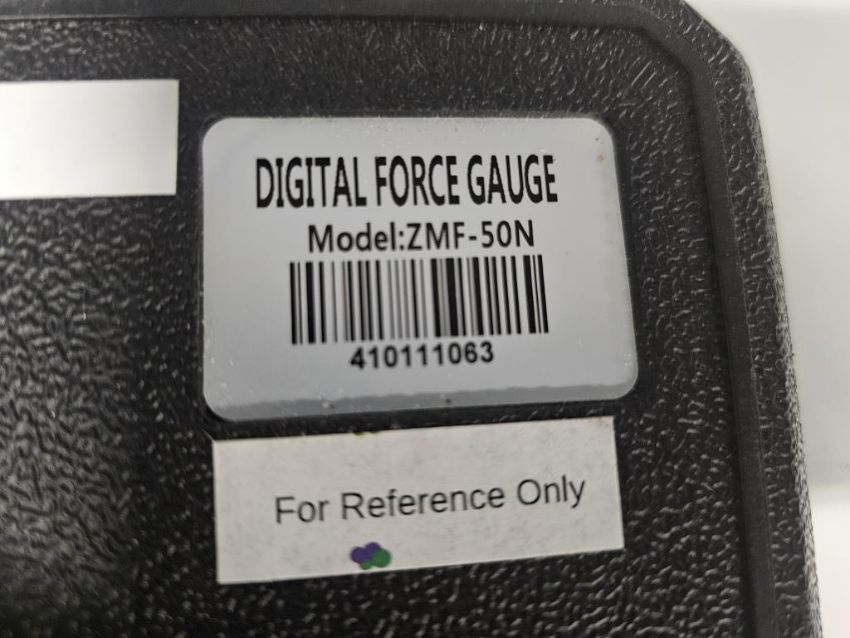 DIGITAL FORCE GAUGE
Model:ZMF-50N
410111063
For Reference Only